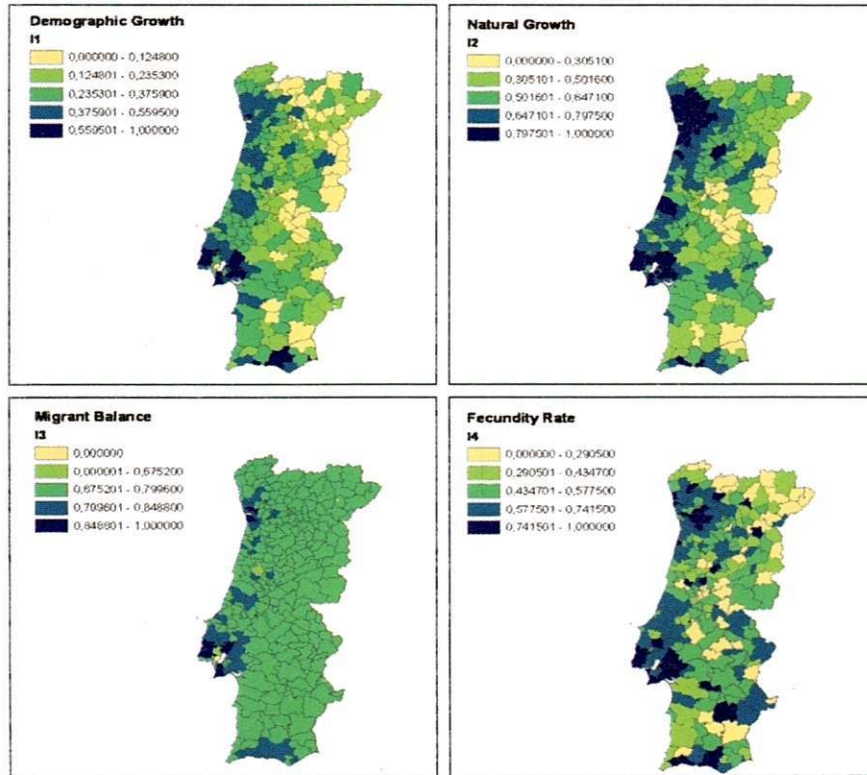 Demographic Growth
I1
0,000000 - 0,124800
0,124801 - 0,235300
0,235301 - 0,375900
0,375901 - 0,559500
0,559501 - 1,000000
Natural Growth
I2
0,000000 - 0,305100
0,305101 - 0,501600
0,501601 - 0,647100
0,647101 - 0,797500
0,797501 - 1,000000
Migrant Balance
I3
0,000000
0,000001 - 0,675200
0,675201 - 0,799600
0,799601 - 0,848800
0,848801 - 1,000000
Fecundity Rate
I4
0,000000 - 0,290500
0,290501 - 0,434700
0,434701 - 0,577500
0,577501 - 0,741500
0,741501 - 1,000000